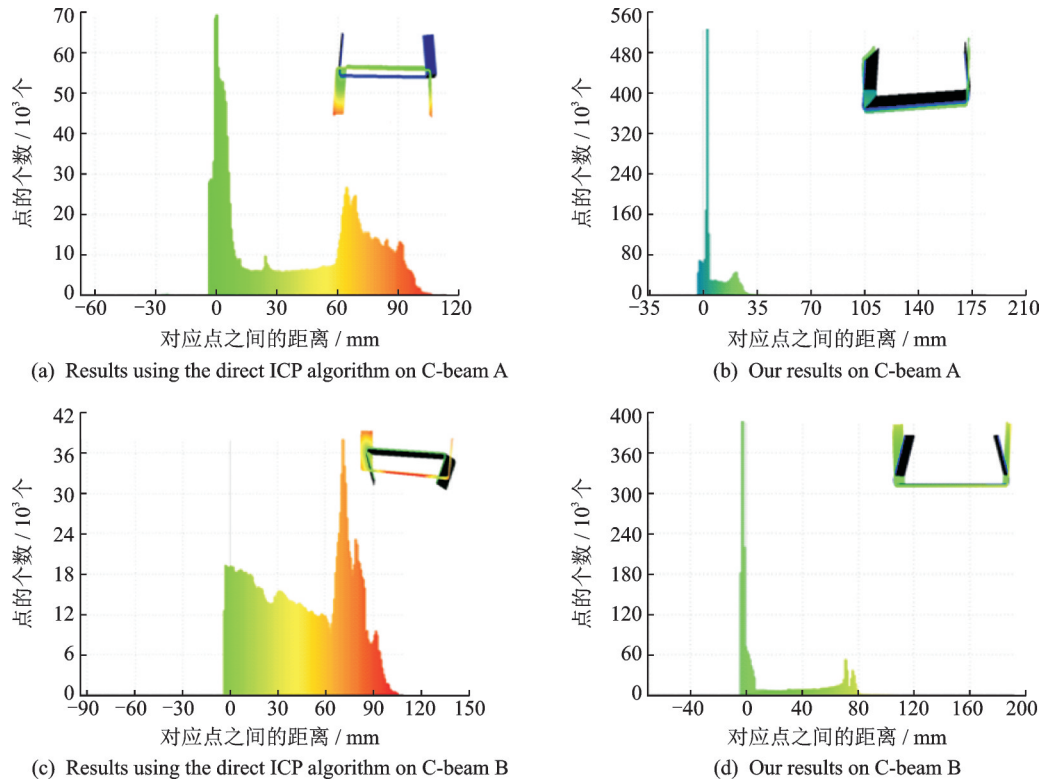 70
60
50
40
30
20
10
0
点的个数 / 10³ 个
−60 −30 0 30 60 90 120
对应点之间的距离 / mm
(a) Results using the direct ICP algorithm on C-beam A
560
480
400
320
240
160
80
0
点的个数 / 10³ 个
−35 0 35 70 105 140 175 210
对应点之间的距离 / mm
(b) Our results on C-beam A
42
36
30
24
18
12
6
0
点的个数 / 10³ 个
−90 −60 −30 0 30 60 90 120 150
对应点之间的距离 / mm
(c) Results using the direct ICP algorithm on C-beam B
400
360
300
240
180
120
60
0
点的个数 / 10³ 个
−40 0 40 80 120 160 200
对应点之间的距离 / mm
(d) Our results on C-beam B